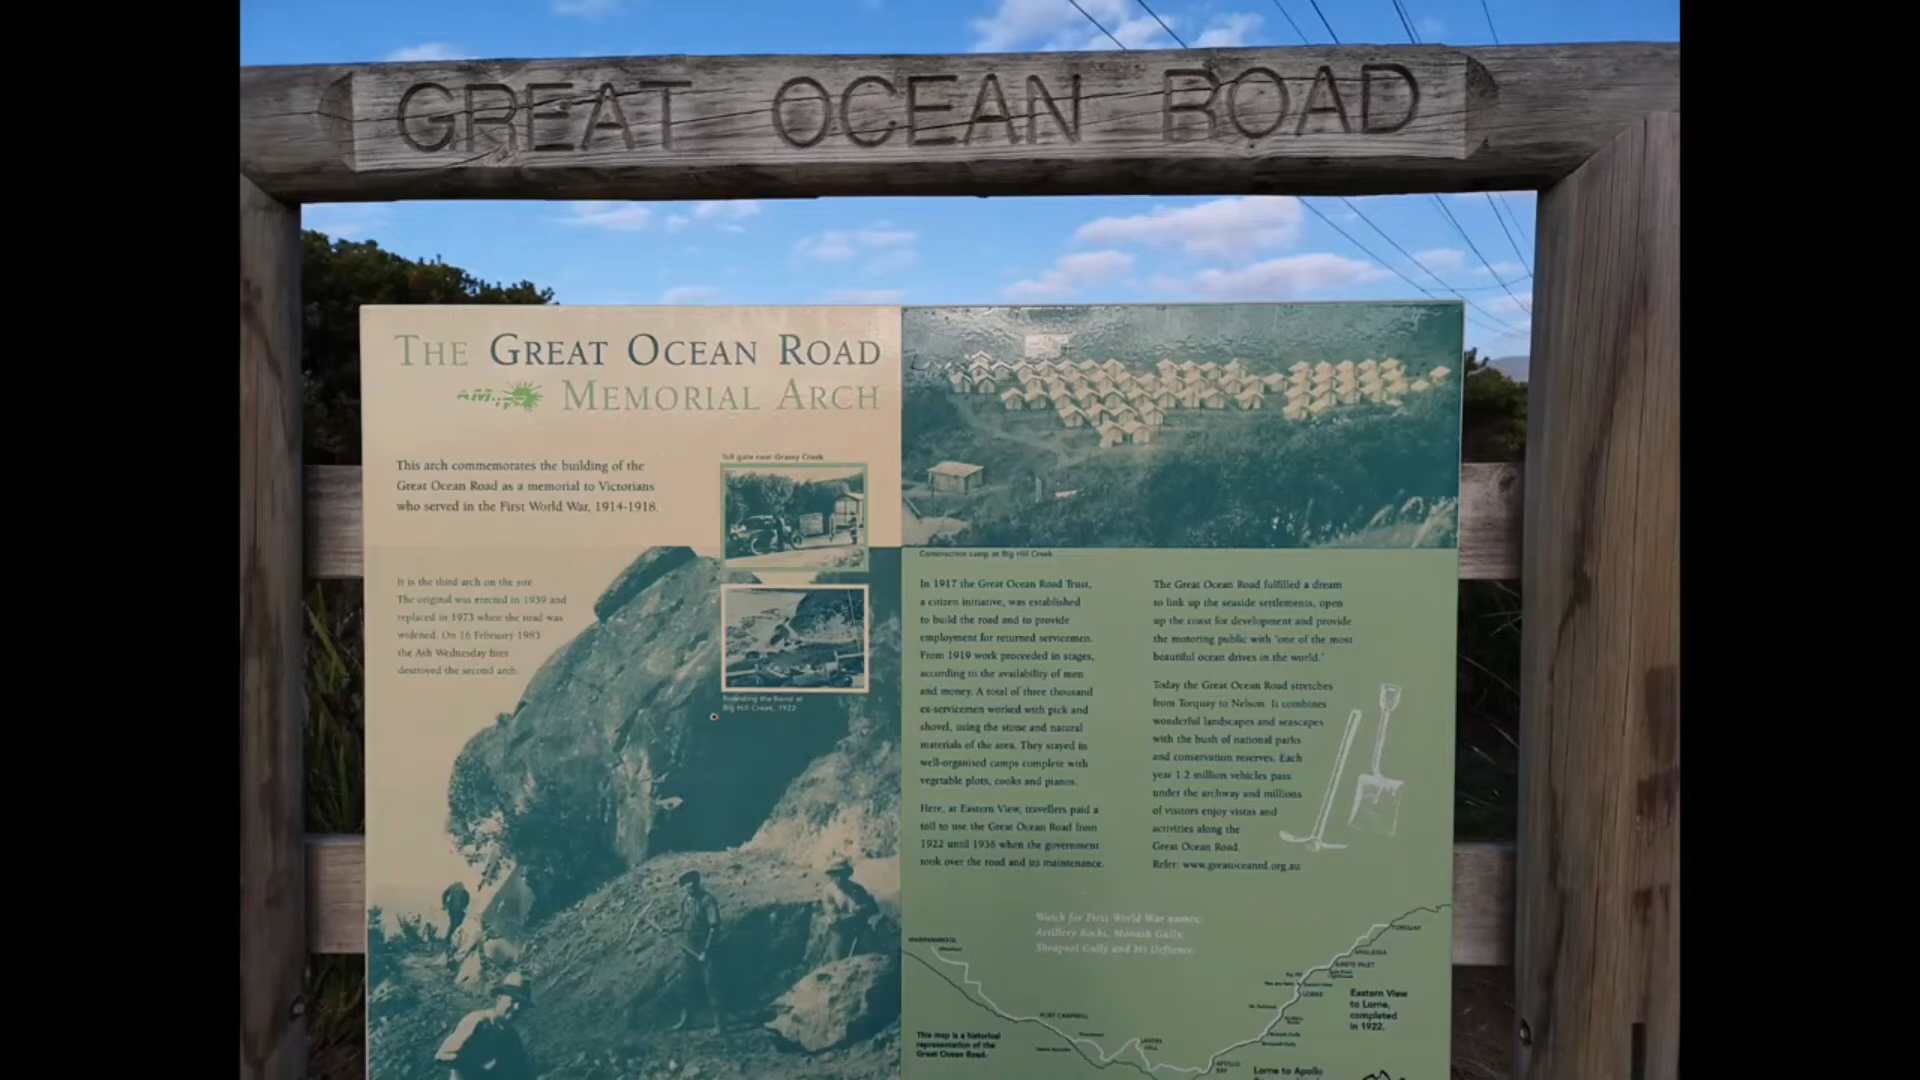 GREAT OCEAN ROAD
THE GREAT OCEAN ROAD
MEMORIAL ARCH
This arch commemorates the building of the
Great Ocean Road as a memorial to Victorians
who served in the First World War, 1914-1918.
Toll gate near Grassy Creek
It is the third arch on the site.
The original was erected in 1939 and
replaced in 1973 when the road was
widened. On 16 February 1983
the Ash Wednesday fires
destroyed the second arch.
Rounding the Bend at
Big Hill Creek, 1922
Construction camp at Big Hill Creek
In 1917 the Great Ocean Road Trust,
a citizen initiative, was established
to build the road and to provide
employment for returned servicemen.
From 1919 work proceeded in stages,
according to the availability of men
and money. A total of three thousand
ex-servicemen worked with pick and
shovel, using the stone and natural
materials of the area. They stayed in
well-organised camps complete with
vegetable plots, cooks and pianos.
Here, at Eastern View, travellers paid a
toll to use the Great Ocean Road from
1922 until 1936 when the government
took over the road and its maintenance.
The Great Ocean Road fulfilled a dream
to link up the seaside settlements, open
up the coast for development and provide
the motoring public with 'one of the most
beautiful ocean drives in the world.'
Today the Great Ocean Road stretches
from Torquay to Nelson. It combines
wonderful landscapes and seascapes
with the bush of national parks
and conservation reserves. Each
year 1.2 million vehicles pass
under the archway and millions
of visitors enjoy vistas and
activities along the
Great Ocean Road.
Refer: www.greatoceanrd.org.au
Watch for First World War names:
Artillery Rocks, Monash Gully,
Shrapnel Gully and Mt Defiance.
WARRNAMBOOL
TORQUAY
ANGLESEA
AIREYS INLET
LORNE
Eastern View
to Lorne,
completed
in 1922.
PORT CAMPBELL
LAVERS
HILL
APOLLO
BAY
This map is a historical
representation of the
Great Ocean Road.
Lorne to Apollo